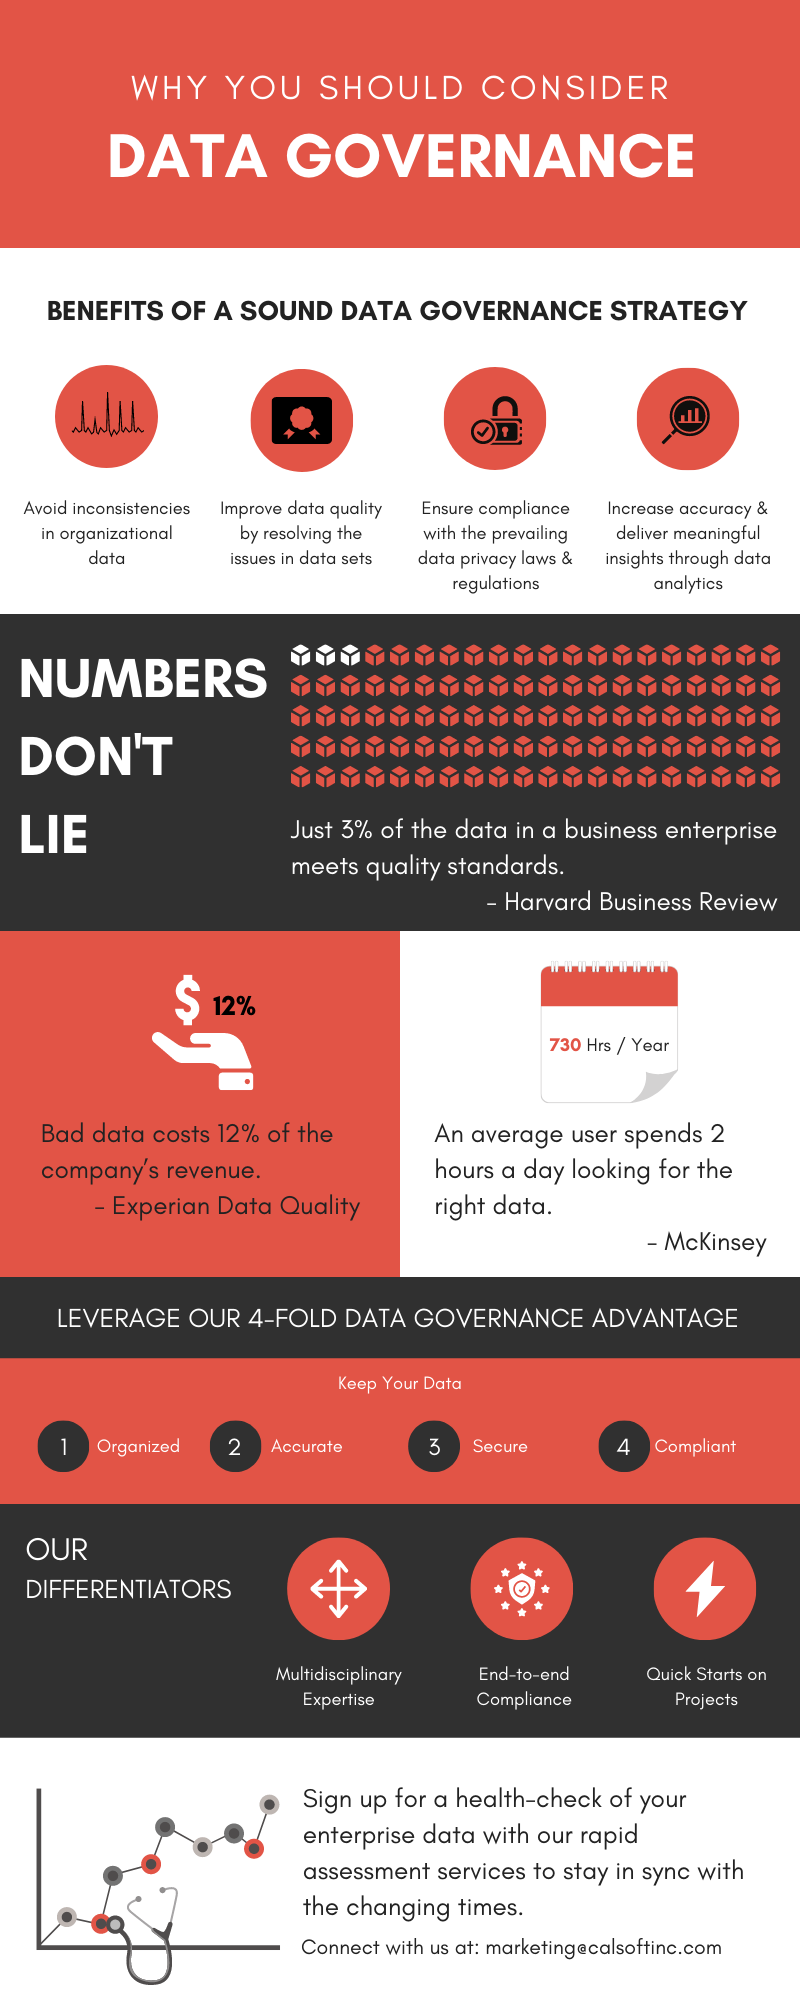 WHY YOU SHOULD CONSIDER
DATA GOVERNANCE
BENEFITS OF A SOUND DATA GOVERNANCE STRATEGY
Avoid inconsistencies
in organizational
data
Improve data quality
by resolving the
issues in data sets
Ensure compliance
with the prevailing
data privacy laws &
regulations
Increase accuracy &
deliver meaningful
insights through data
analytics
NUMBERS
DON'T
LIE
Just 3% of the data in a business enterprise
meets quality standards.
- Harvard Business Review
12%
Bad data costs 12% of the
company’s revenue.
- Experian Data Quality
730 Hrs / Year
An average user spends 2
hours a day looking for the
right data.
- McKinsey
LEVERAGE OUR 4-FOLD DATA GOVERNANCE ADVANTAGE
Keep Your Data
1 Organized
2 Accurate
3 Secure
4 Compliant
OUR
DIFFERENTIATORS
Multidisciplinary
Expertise
End-to-end
Compliance
Quick Starts on
Projects
Sign up for a health-check of your
enterprise data with our rapid
assessment services to stay in sync with
the changing times.
Connect with us at: marketing@calsoftinc.com